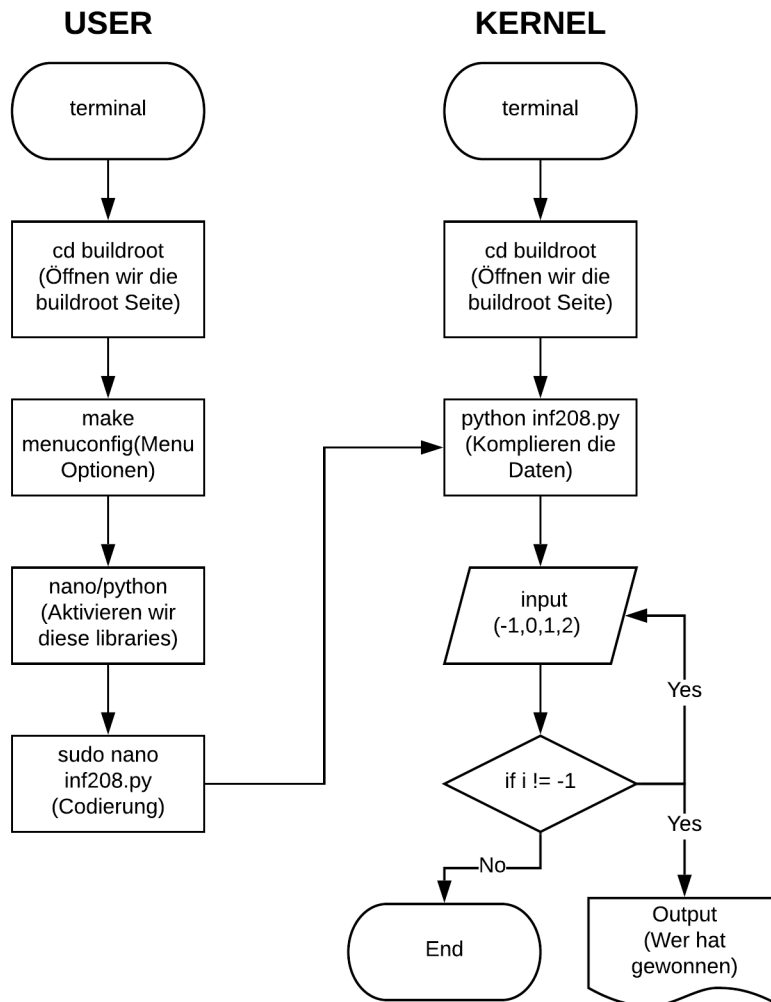 USER
terminal
cd buildroot
(Öffnen wir die
buildroot Seite)
make
menuconfig(Menu
Optionen)
nano/python
(Aktivieren wir
diese libraries)
sudo nano
inf208.py
(Codierung)
KERNEL
terminal
cd buildroot
(Öffnen wir die
buildroot Seite)
python inf208.py
(Komplieren die
Daten)
input
(-1,0,1,2)
Yes
if i != -1
Yes
No
End
Output
(Wer hat
gewonnen)